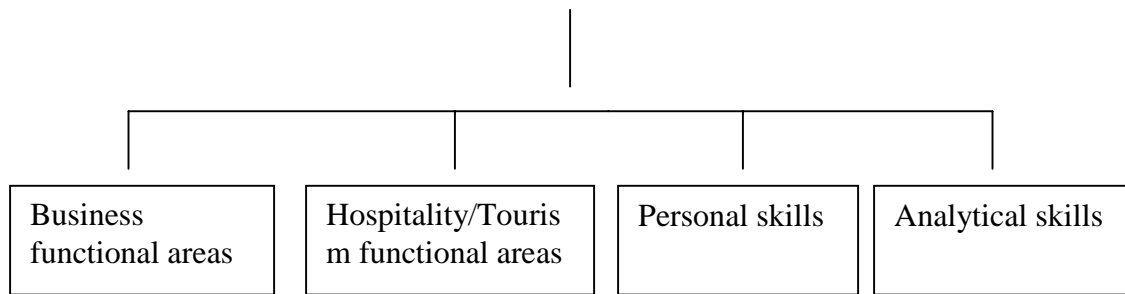 Business
functional areas
Hospitality/Touris
m functional areas
Personal skills
Analytical skills